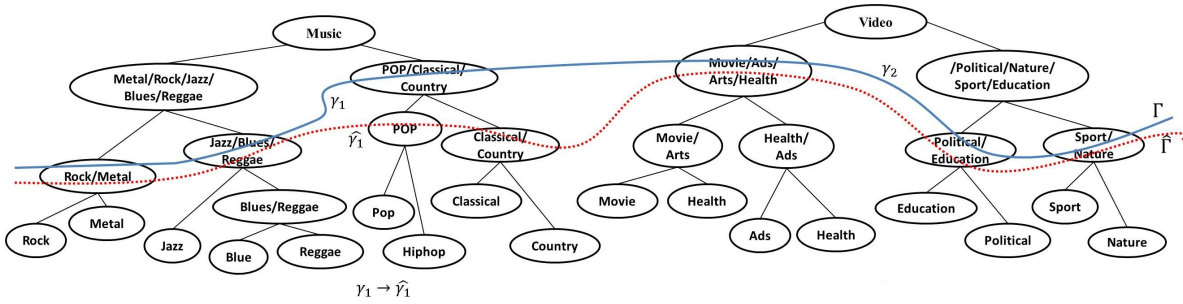 Music
Video
Metal/Rock/Jazz/
Blues/Reggae
POP/Classical/
Country
Movie/Ads/
Arts/Health
/Political/Nature/
Sport/Education
γ₁
γ₂
Γ
Γ̂
γ̂₁
Rock/Metal
Jazz/Blues/
Reggae
POP
Classical/
Country
Movie/
Arts
Health/
Ads
Political/
Education
Sport/
Nature
Rock
Metal
Jazz
Blues/Reggae
Blue
Reggae
Pop
Hiphop
Classical
Country
Movie
Health
Ads
Health
Education
Political
Sport
Nature
γ₁ → γ̂₁